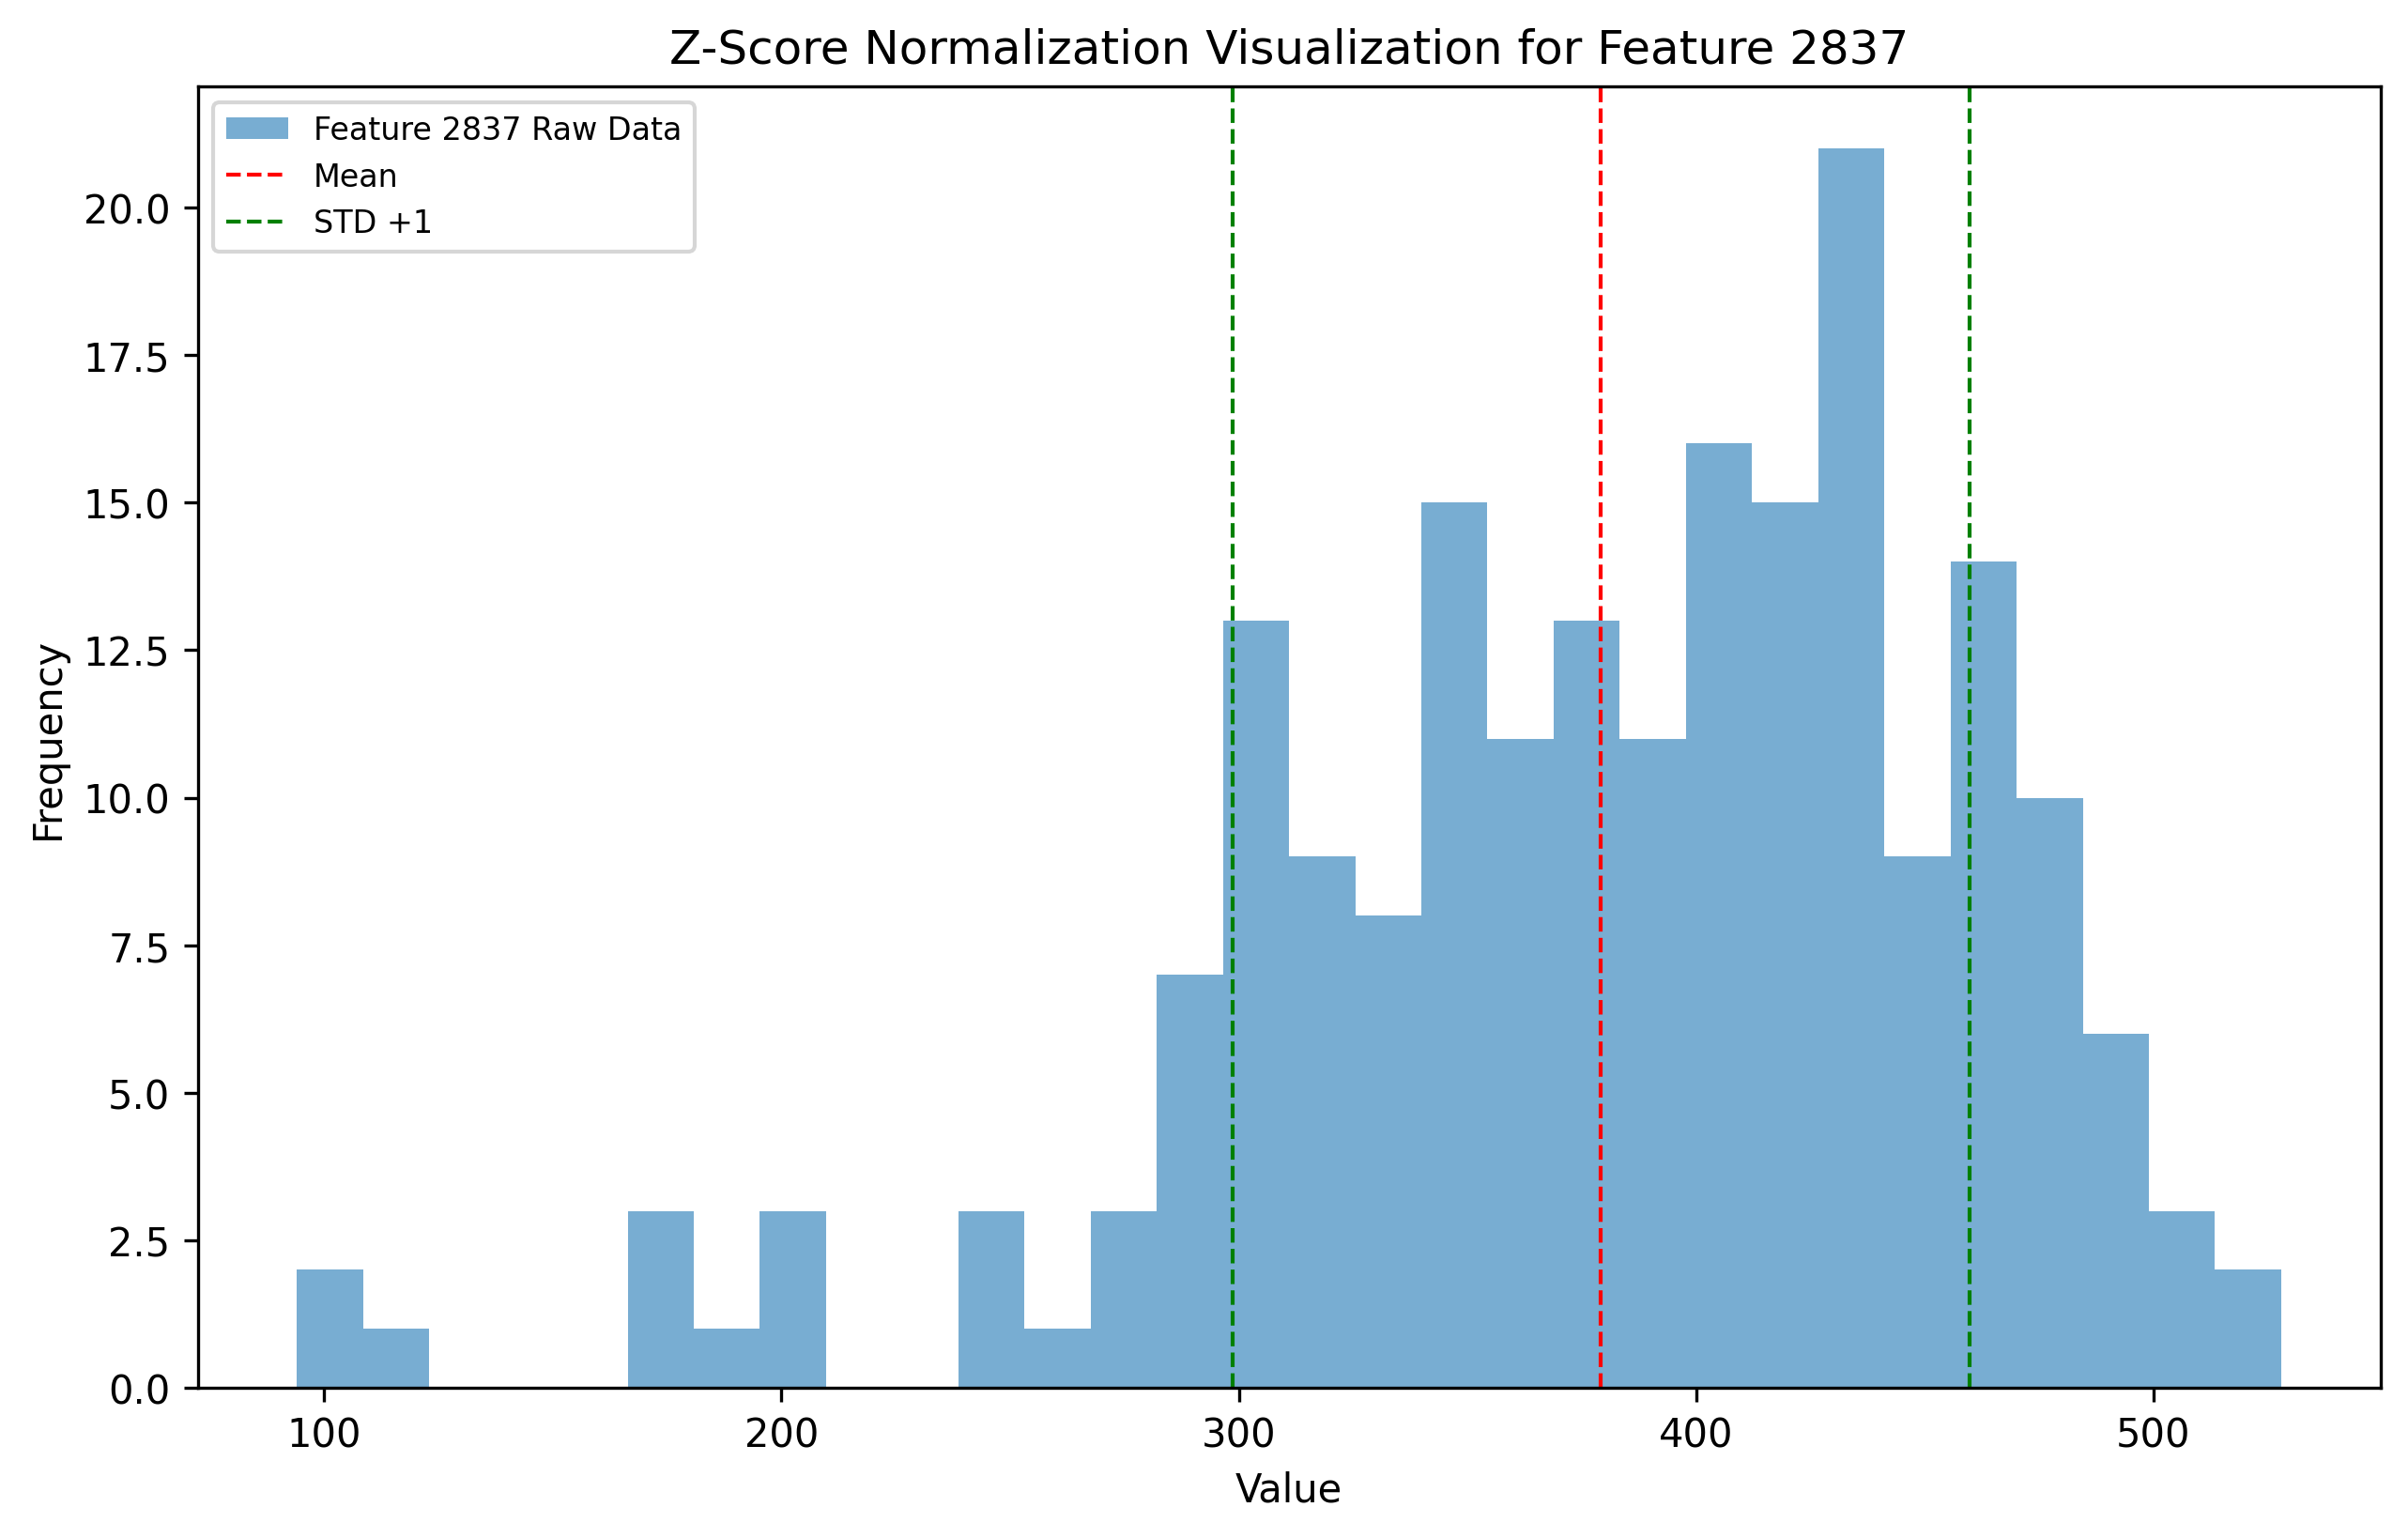 Z-Score Normalization Visualization for Feature 2837
Feature 2837 Raw Data
Mean
STD +1
20.0
17.5
15.0
12.5
10.0
7.5
5.0
2.5
0.0
Frequency
100 200 300 400 500
Value